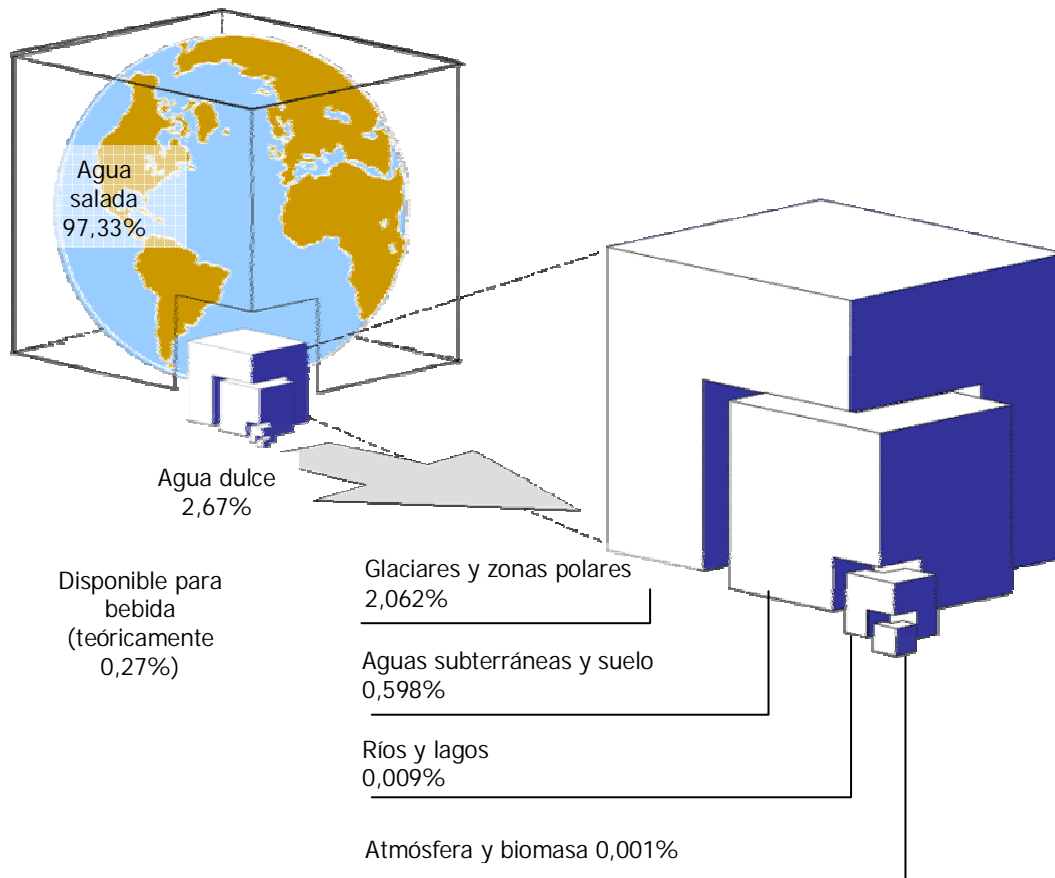 Agua
salada
97,33%
Agua dulce
2,67%
Disponible para
bebida
(teóricamente
0,27%)
Glaciares y zonas polares
2,062%
Aguas subterráneas y suelo
0,598%
Ríos y lagos
0,009%
Atmósfera y biomasa 0,001%